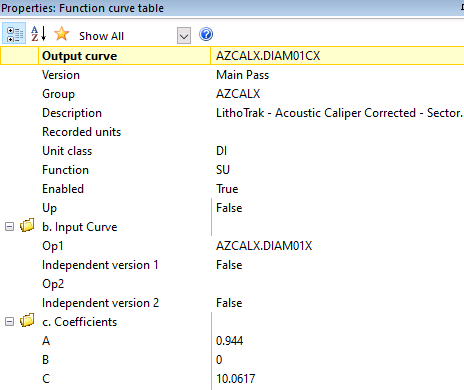 Properties: Function curve table
Show All
Output curve AZCALX.DIAM01CX
Version Main Pass
Group AZCALX
Description LithoTrak - Acoustic Caliper Corrected - Sector.
Recorded units
Unit class DI
Function SU
Enabled True
Up False
b. Input Curve
Op1 AZCALX.DIAM01X
Independent version 1 False
Op2
Independent version 2 False
c. Coefficients
A 0.944
B 0
C 10.0617